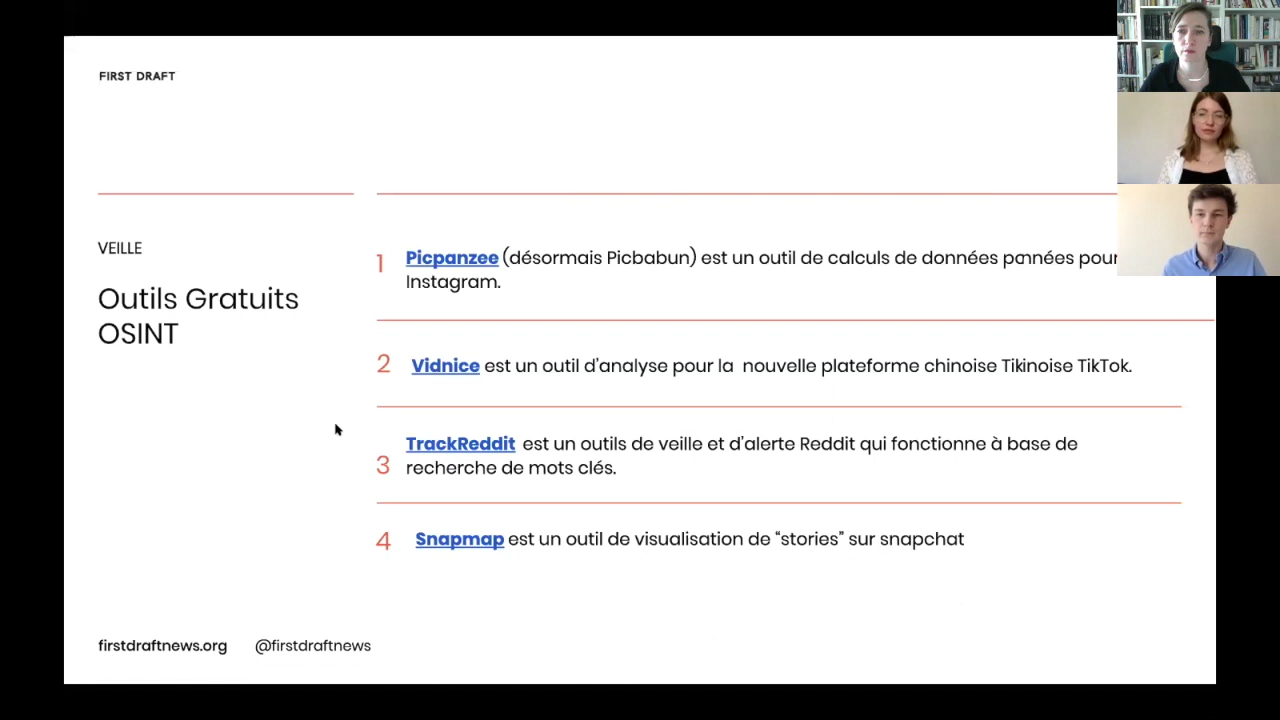 FIRST DRAFT
VEILLE
Outils Gratuits
OSINT
1
Picpanzee (désormais Picbabun) est un outil de calculs de données pannées pour
Instagram.
2
Vidnice est un outil d'analyse pour la nouvelle plateforme chinoise Tikinoise TikTok.
3
TrackReddit est un outils de veille et d'alerte Reddit qui fonctionne à base de
recherche de mots clés.
4
Snapmap est un outil de visualisation de “stories” sur snapchat
firstdraftnews.org @firstdraftnews